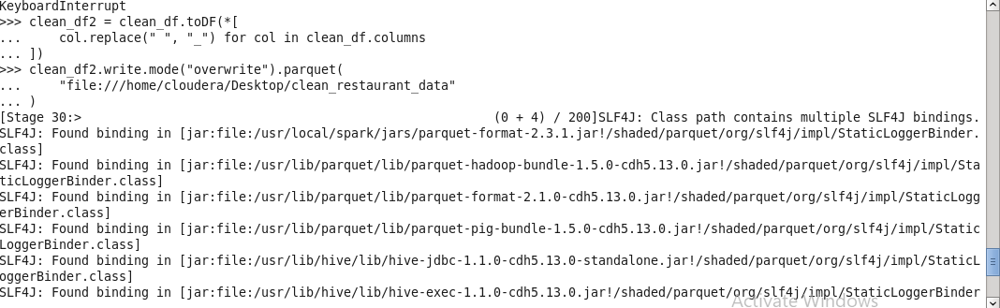 KeyboardInterrupt
>>> clean_df2 = clean_df.toDF(*[
...     col.replace(" ", "_") for col in clean_df.columns
... ])
>>> clean_df2.write.mode("overwrite").parquet(
...     "file:///home/cloudera/Desktop/clean_restaurant_data"
... )
[Stage 30:>                                                       (0 + 4) / 200]SLF4J: Class path contains multiple SLF4J bindings.
SLF4J: Found binding in [jar:file:/usr/local/spark/jars/parquet-format-2.3.1.jar!/shaded/parquet/org/slf4j/impl/StaticLoggerBinder.
class]
SLF4J: Found binding in [jar:file:/usr/lib/parquet/lib/parquet-hadoop-bundle-1.5.0-cdh5.13.0.jar!/shaded/parquet/org/slf4j/impl/Sta
ticLoggerBinder.class]
SLF4J: Found binding in [jar:file:/usr/lib/parquet/lib/parquet-format-2.1.0-cdh5.13.0.jar!/shaded/parquet/org/slf4j/impl/StaticLogg
erBinder.class]
SLF4J: Found binding in [jar:file:/usr/lib/parquet/lib/parquet-pig-bundle-1.5.0-cdh5.13.0.jar!/shaded/parquet/org/slf4j/impl/Static
LoggerBinder.class]
SLF4J: Found binding in [jar:file:/usr/lib/hive/lib/hive-jdbc-1.1.0-cdh5.13.0-standalone.jar!/shaded/parquet/org/slf4j/impl/StaticL
oggerBinder.class]
SLF4J: Found binding in [jar:file:/usr/lib/hive/lib/hive-exec-1.1.0-cdh5.13.0.jar!/shaded/parquet/org/slf4j/impl/StaticLoggerBinder
Activate Windows